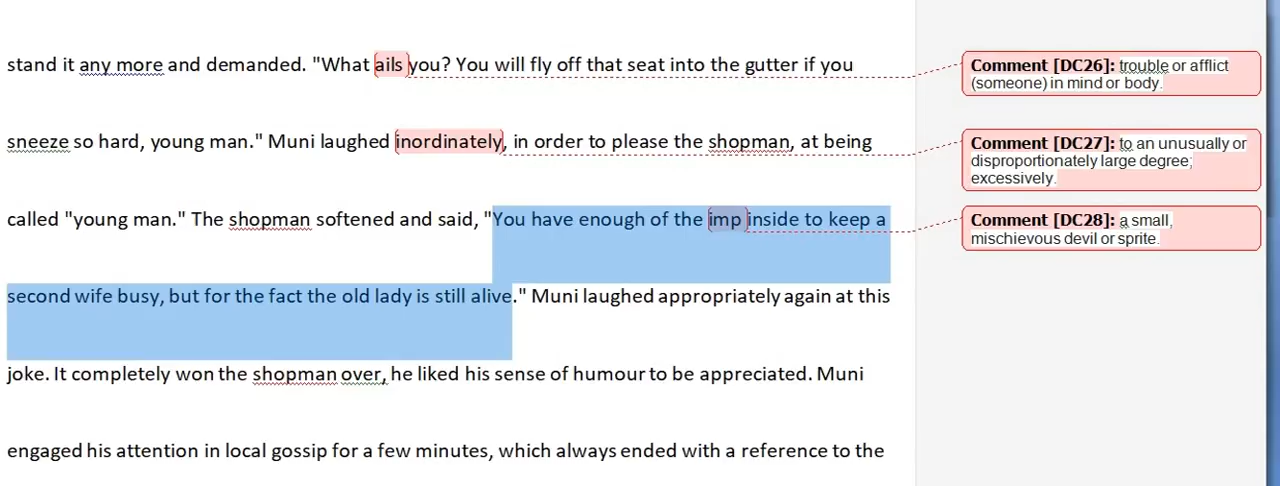 stand it any more and demanded. "What ails you? You will fly off that seat into the gutter if you
sneeze so hard, young man." Muni laughed inordinately, in order to please the shopman, at being
called "young man." The shopman softened and said, "You have enough of the imp inside to keep a
second wife busy, but for the fact the old lady is still alive." Muni laughed appropriately again at this
joke. It completely won the shopman over, he liked his sense of humour to be appreciated. Muni
engaged his attention in local gossip for a few minutes, which always ended with a reference to the
Comment [DC26]: trouble or afflict
(someone) in mind or body.
Comment [DC27]: to an unusually or
disproportionately large degree;
excessively.
Comment [DC28]: a small,
mischievous devil or sprite.